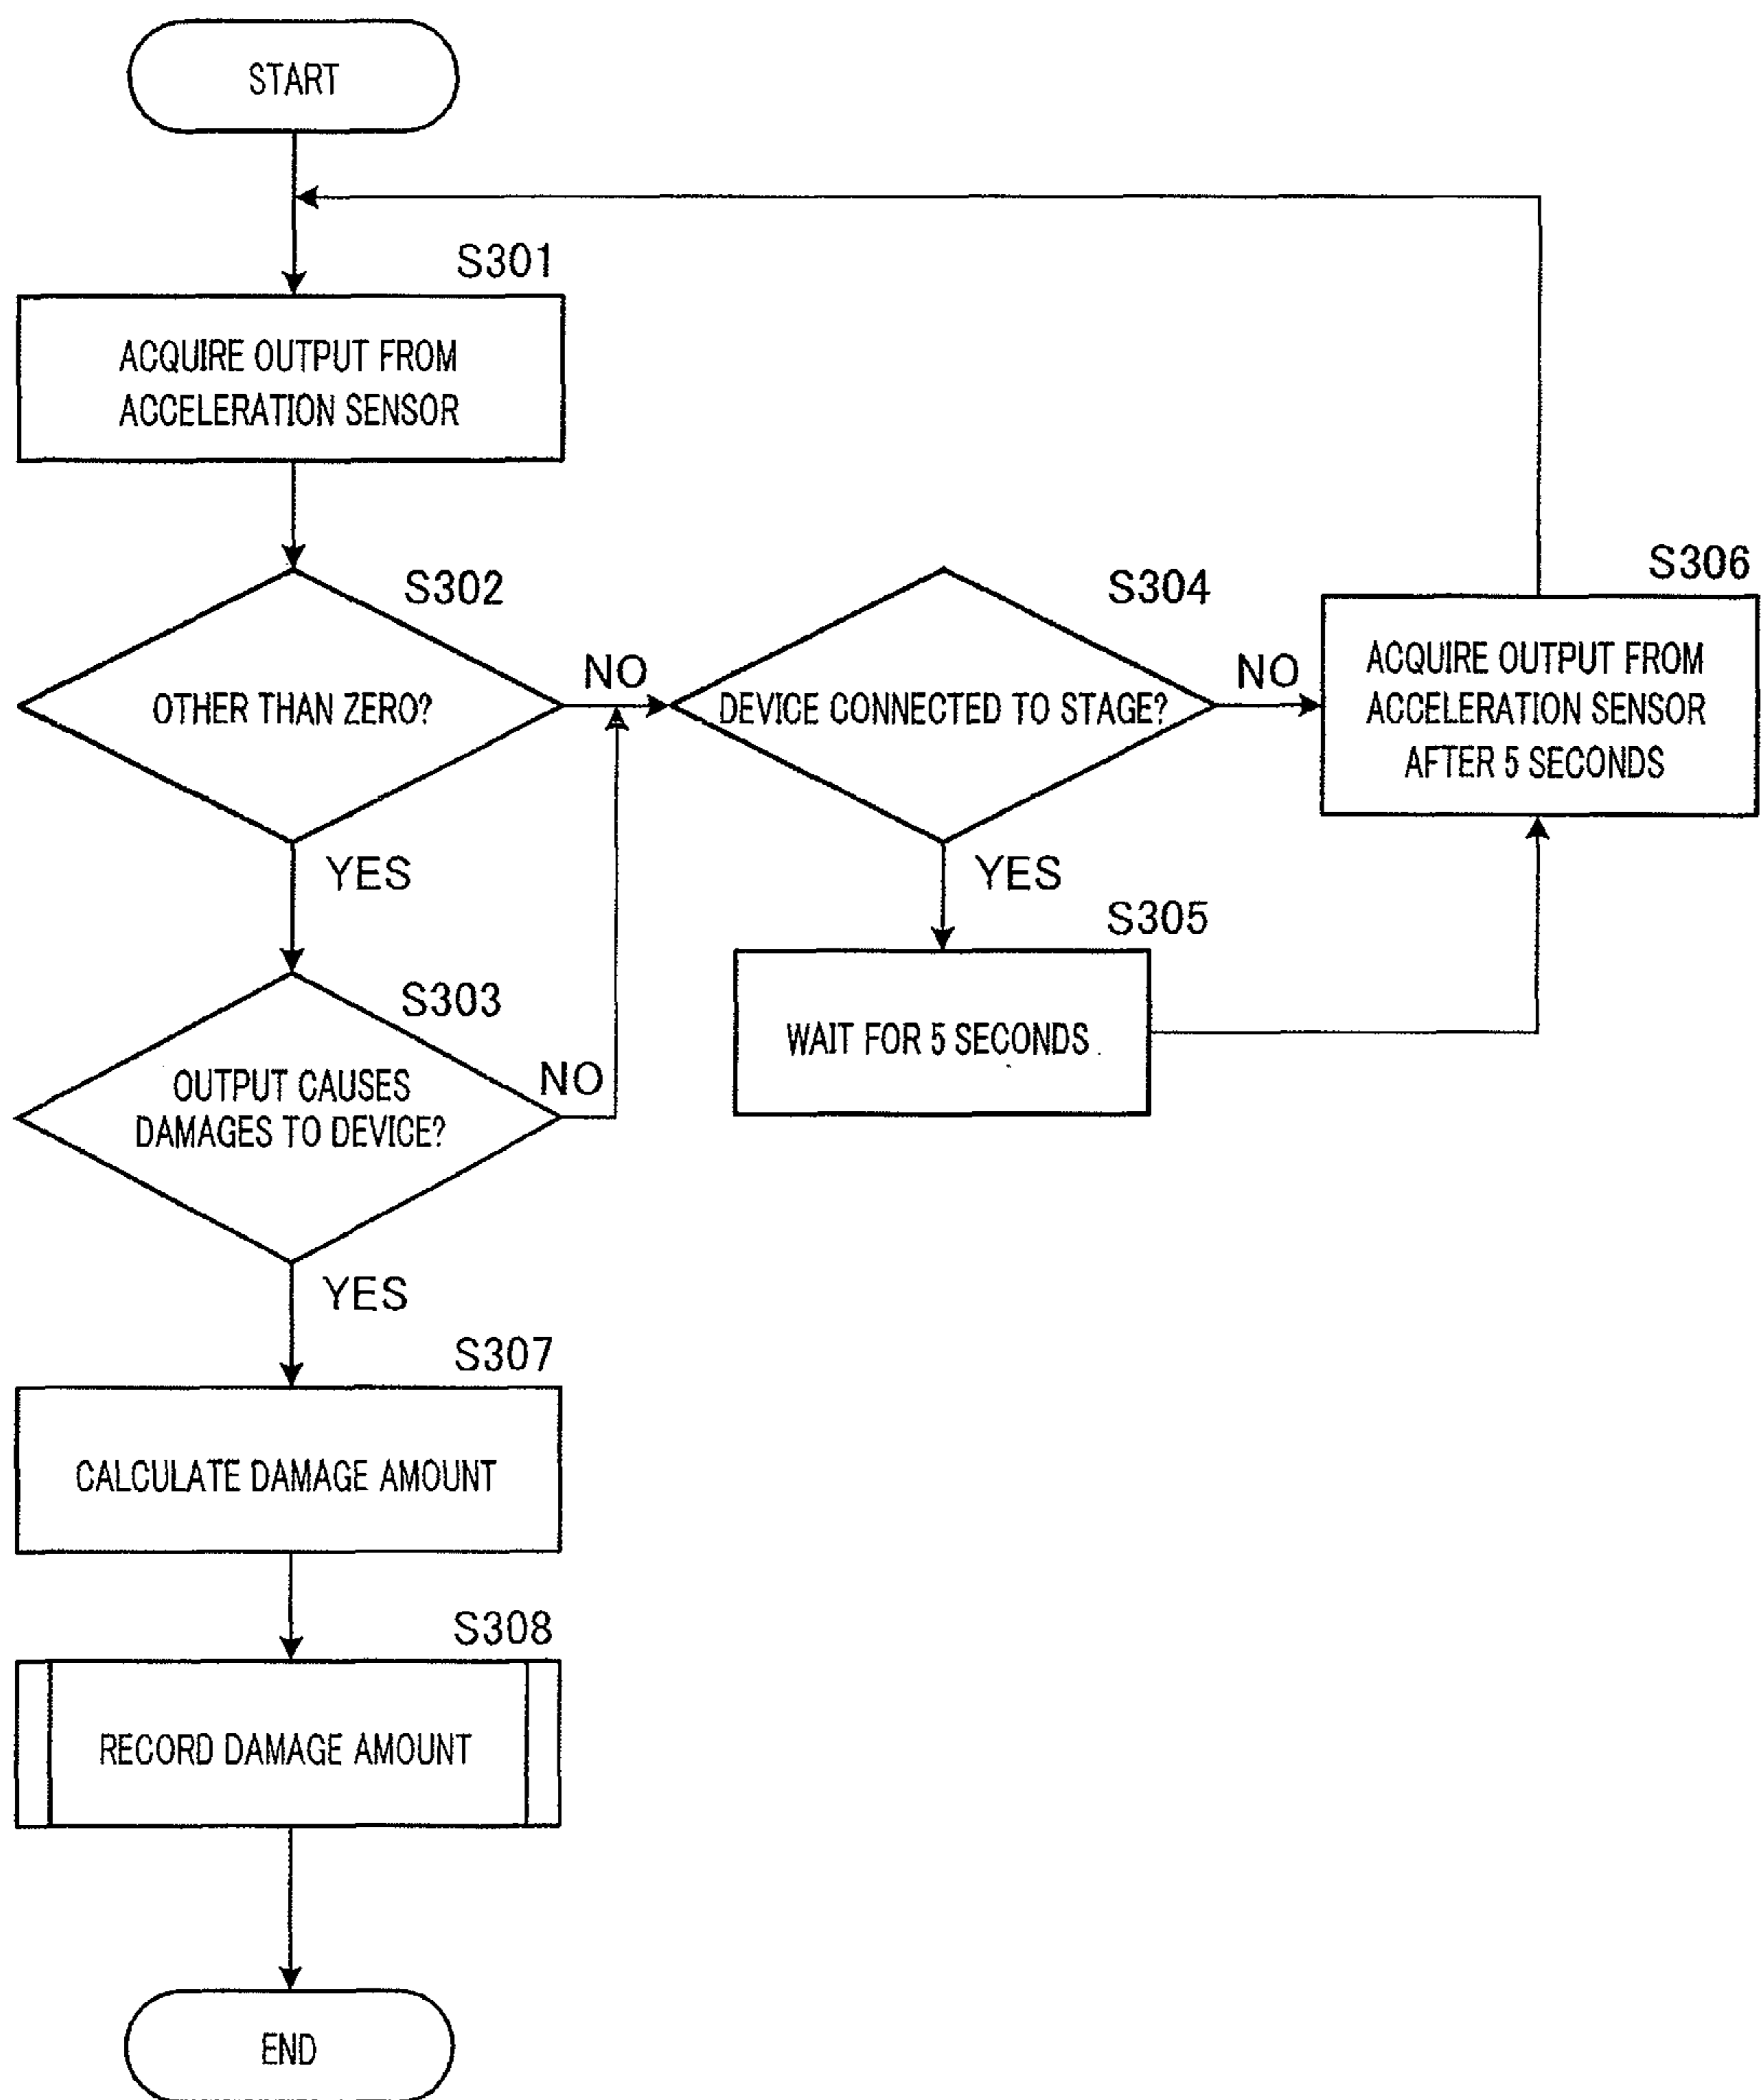 START
S301
ACQUIRE OUTPUT FROM
ACCELERATION SENSOR
S302
OTHER THAN ZERO?
NO
YES
S304
DEVICE CONNECTED TO STAGE?
NO
YES
S306
ACQUIRE OUTPUT FROM
ACCELERATION SENSOR
AFTER 5 SECONDS
S305
WAIT FOR 5 SECONDS
S303
OUTPUT CAUSES
DAMAGES TO DEVICE?
NO
YES
S307
CALCULATE DAMAGE AMOUNT
S308
RECORD DAMAGE AMOUNT
END